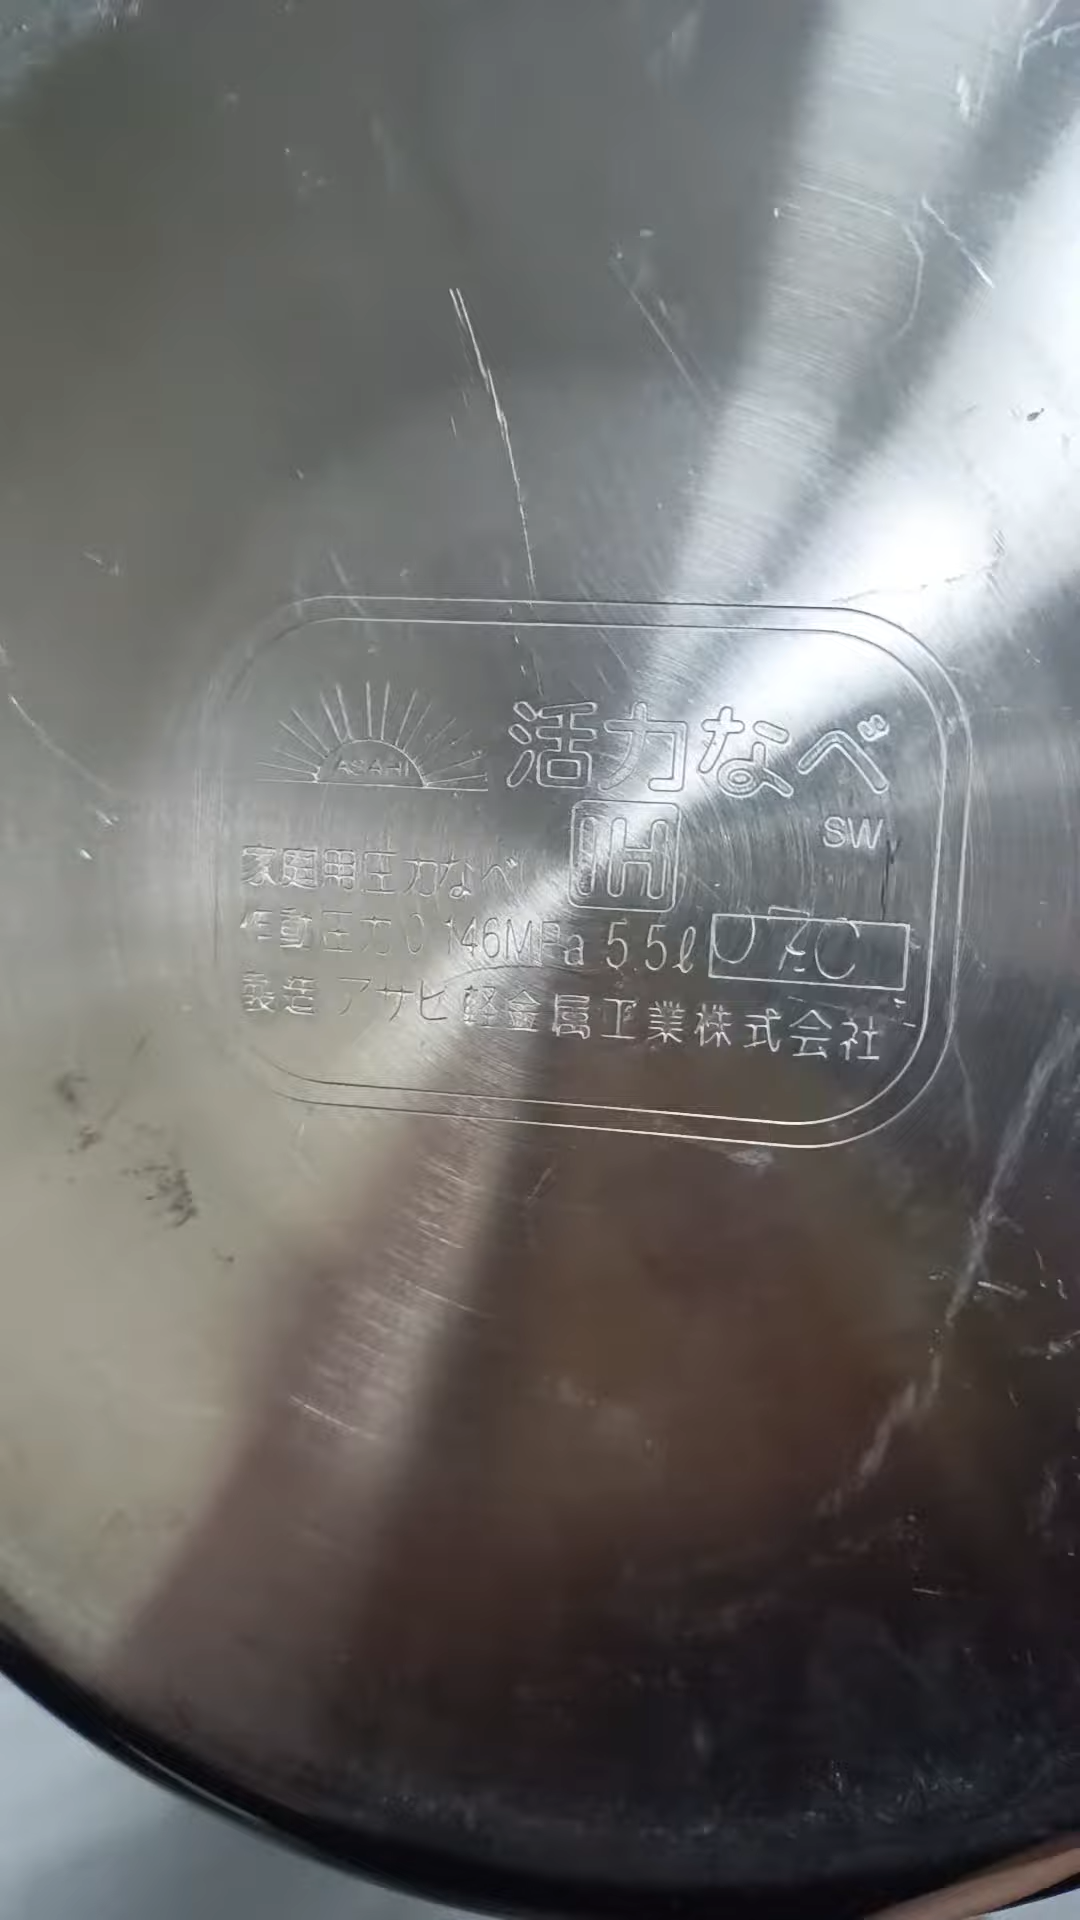 ASAHI
活力なべ
IH
SW
家庭用圧力なべ
作動圧力0.146MPa 5.5ℓ
製造 アサヒ軽金属工業株式会社